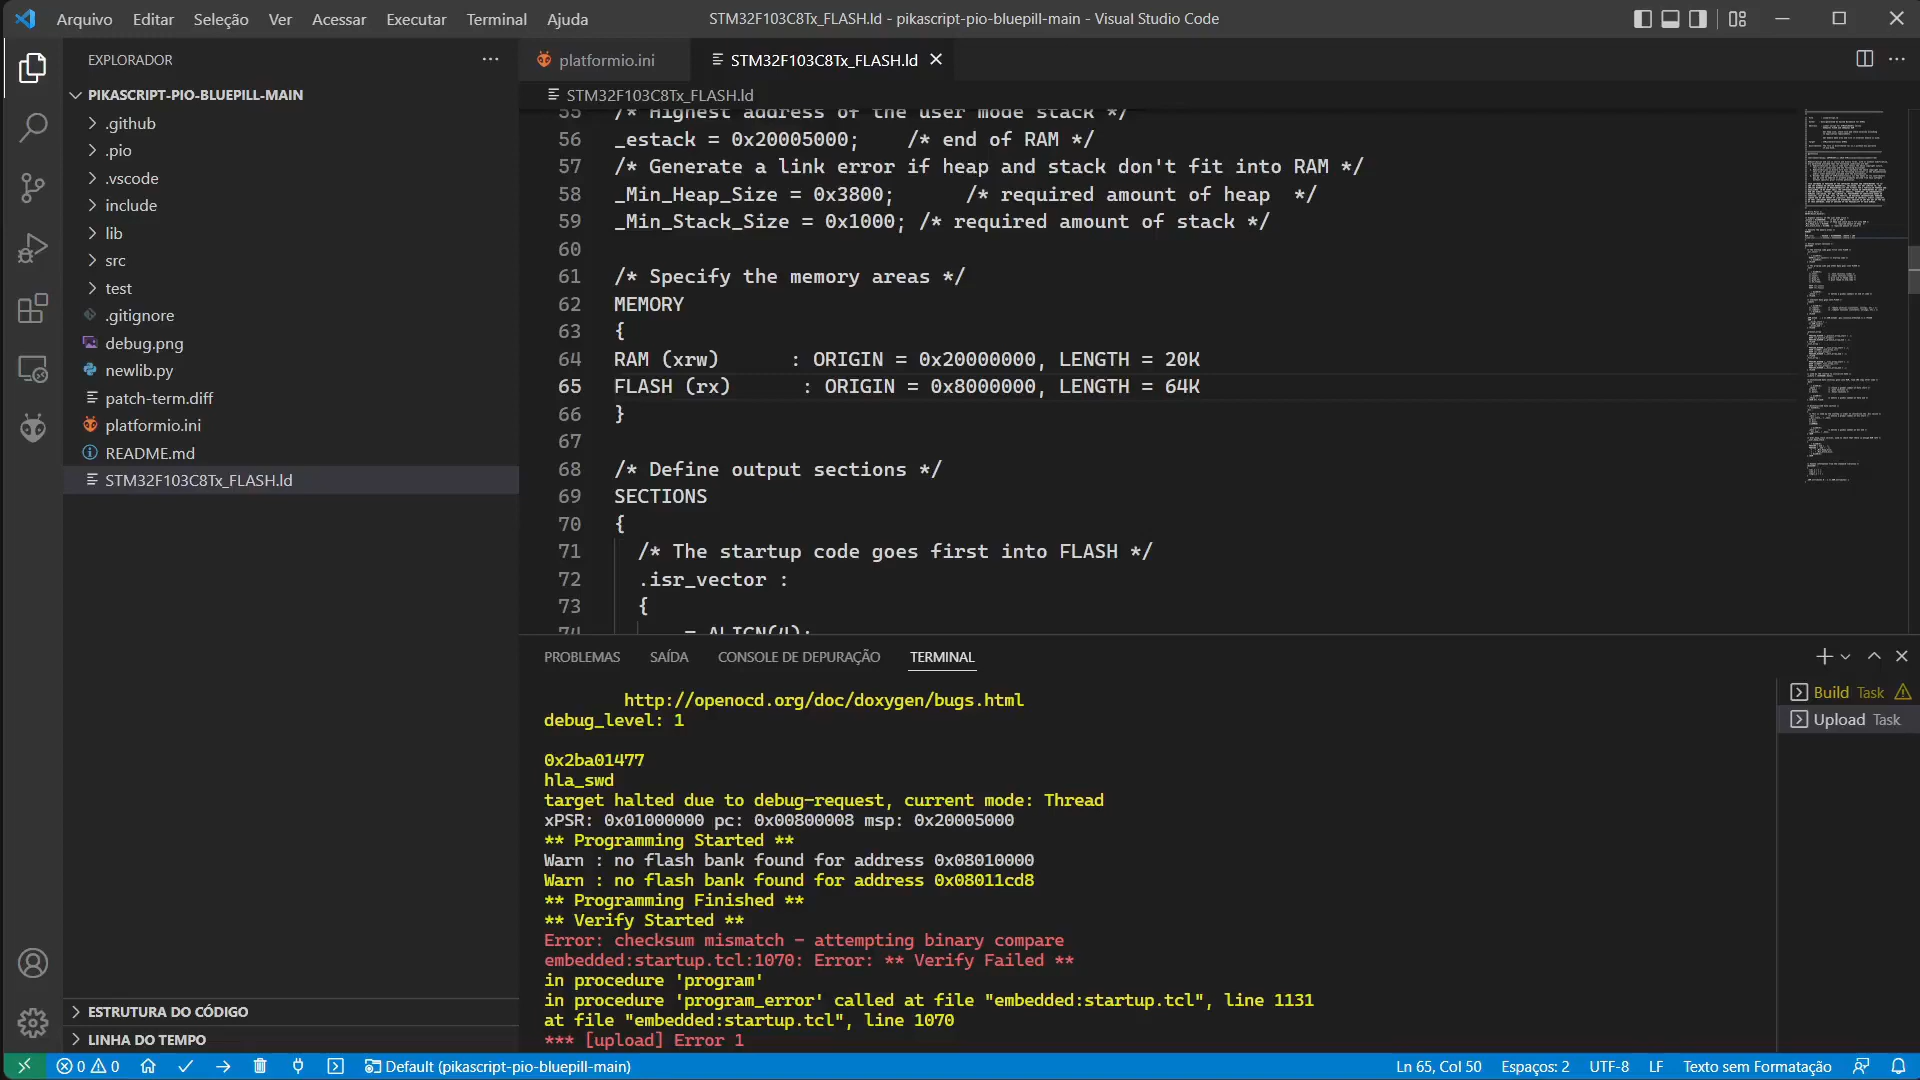 Arquivo Editar Seleção Ver Acessar Executar Terminal Ajuda
STM32F103C8Tx_FLASH.ld - pikascript-pio-bluepill-main - Visual Studio Code
EXPLORADOR
PIKASCRIPT-PIO-BLUEPILL-MAIN
.github
.pio
.vscode
include
lib
src
test
.gitignore
debug.png
newlib.py
patch-term.diff
platformio.ini
README.md
STM32F103C8Tx_FLASH.ld
ESTRUTURA DO CÓDIGO
LINHA DO TEMPO
platformio.ini STM32F103C8Tx_FLASH.ld
STM32F103C8Tx_FLASH.ld
55 /* Highest address of the user mode stack */
56 _estack = 0x20005000;    /* end of RAM */
57 /* Generate a link error if heap and stack don't fit into RAM */
58 _Min_Heap_Size = 0x3800;      /* required amount of heap  */
59 _Min_Stack_Size = 0x1000; /* required amount of stack */
60
61 /* Specify the memory areas */
62 MEMORY
63 {
64 RAM (xrw)      : ORIGIN = 0x20000000, LENGTH = 20K
65 FLASH (rx)      : ORIGIN = 0x8000000, LENGTH = 64K
66 }
67
68 /* Define output sections */
69 SECTIONS
70 {
71   /* The startup code goes first into FLASH */
72   .isr_vector :
73   {
74     . = ALIGN(4);
PROBLEMAS SAÍDA CONSOLE DE DEPURAÇÃO TERMINAL
http://openocd.org/doc/doxygen/bugs.html
debug_level: 1
0x2ba01477
hla_swd
target halted due to debug-request, current mode: Thread
xPSR: 0x01000000 pc: 0x00800008 msp: 0x20005000
** Programming Started **
Warn : no flash bank found for address 0x08010000
Warn : no flash bank found for address 0x08011cd8
** Programming Finished **
** Verify Started **
Error: checksum mismatch - attempting binary compare
embedded:startup.tcl:1070: Error: ** Verify Failed **
in procedure 'program'
in procedure 'program_error' called at file "embedded:startup.tcl", line 1131
at file "embedded:startup.tcl", line 1070
*** [upload] Error 1
Build Task
Upload Task
0 0 Default (pikascript-pio-bluepill-main) Ln 65, Col 50 Espaços: 2 UTF-8 LF Texto sem Formatação